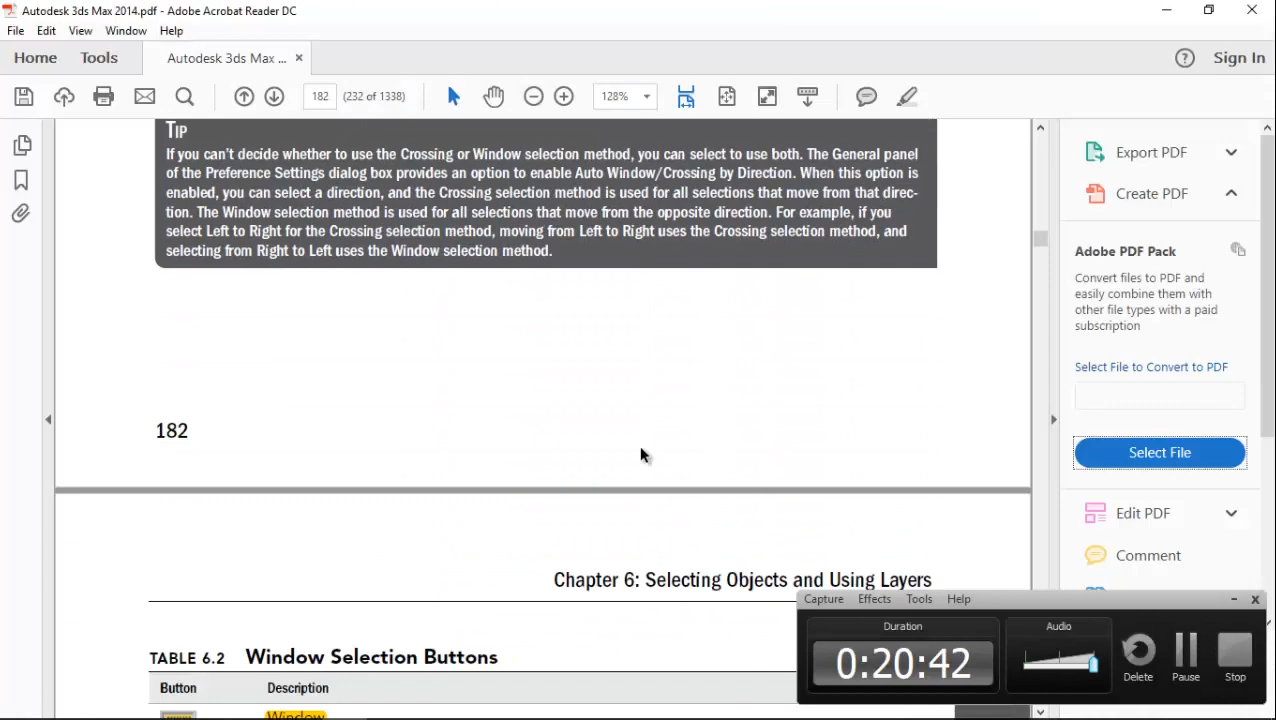 Autodesk 3ds Max 2014.pdf - Adobe Acrobat Reader DC
File Edit View Window Help
Home Tools Autodesk 3ds Max ... × Sign In
182 (232 of 1338) 128%
TIP
If you can't decide whether to use the Crossing or Window selection method, you can select to use both. The General panel
of the Preference Settings dialog box provides an option to enable Auto Window/Crossing by Direction. When this option is
enabled, you can select a direction, and the Crossing selection method is used for all selections that move from that direc-
tion. The Window selection method is used for all selections that move from the opposite direction. For example, if you
select Left to Right for the Crossing selection method, moving from Left to Right uses the Crossing selection method, and
selecting from Right to Left uses the Window selection method.
182
Chapter 6: Selecting Objects and Using Layers
TABLE 6.2 Window Selection Buttons
Button Description
Window
Export PDF
Create PDF
Adobe PDF Pack
Convert files to PDF and
easily combine them with
other file types with a paid
subscription
Select File to Convert to PDF
Select File
Edit PDF
Comment
Capture Effects Tools Help
Duration
0:20:42
Audio
Delete Pause Stop